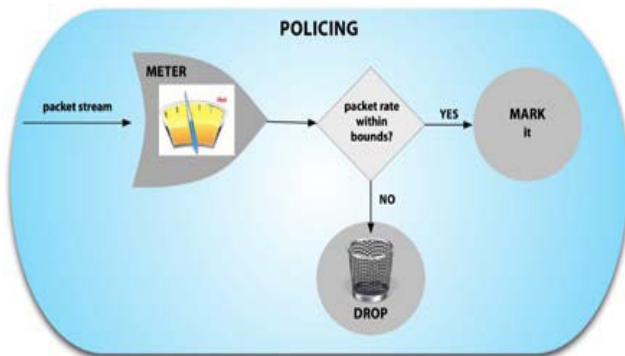 POLICING
METER
packet stream
packet rate
within
bounds?
YES
MARK
it
NO
DROP